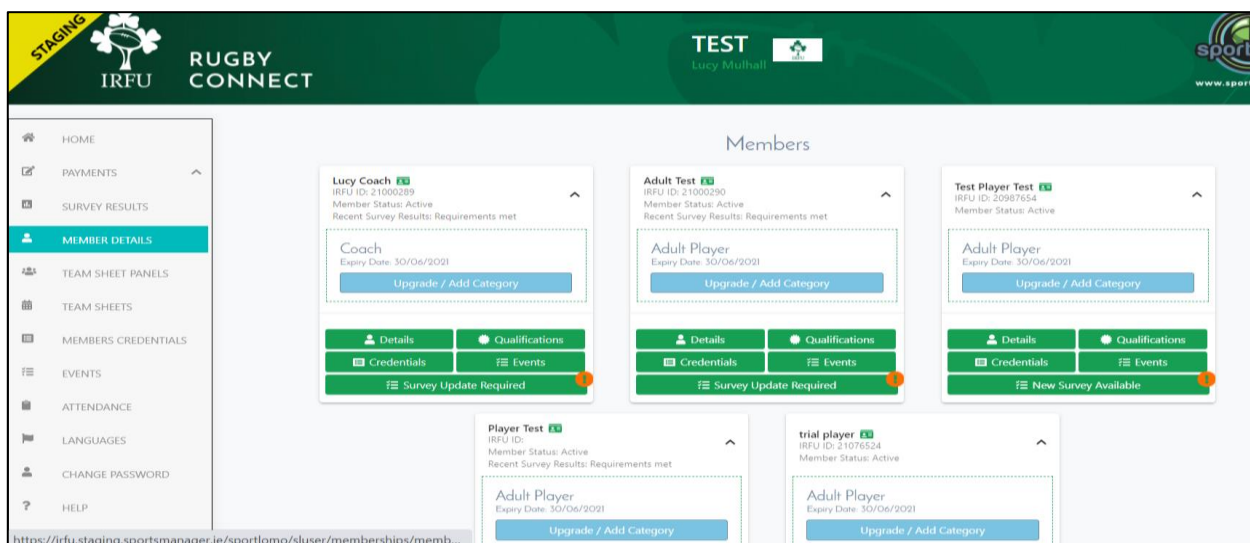 STAGING
IRFU
RUGBY
CONNECT
TEST
Lucy Mulhall
www.spor
HOME
PAYMENTS
SURVEY RESULTS
MEMBER DETAILS
TEAM SHEET PANELS
TEAM SHEETS
MEMBERS CREDENTIALS
EVENTS
ATTENDANCE
LANGUAGES
CHANGE PASSWORD
HELP
https://irfu.staging.sportsmanager.ie/sportlomo/sluser/memberships/memb...
Members
Lucy Coach
IRFU ID: 21000289
Member Status: Active
Recent Survey Results: Requirements met
Coach
Expiry Date: 30/06/2021
Upgrade / Add Category
Details
Qualifications
Credentials
Events
Survey Update Required
Adult Test
IRFU ID: 21000290
Member Status: Active
Recent Survey Results: Requirements met
Adult Player
Expiry Date: 30/06/2021
Upgrade / Add Category
Details
Qualifications
Credentials
Events
Survey Update Required
Test Player Test
IRFU ID: 20987654
Member Status: Active
Adult Player
Expiry Date: 30/06/2021
Upgrade / Add Category
Details
Qualifications
Credentials
Events
New Survey Available
Player Test
IRFU ID:
Member Status: Active
Recent Survey Results: Requirements met
Adult Player
Expiry Date: 30/06/2021
Upgrade / Add Category
trial player
IRFU ID: 21076524
Member Status: Active
Adult Player
Expiry Date: 30/06/2021
Upgrade / Add Category